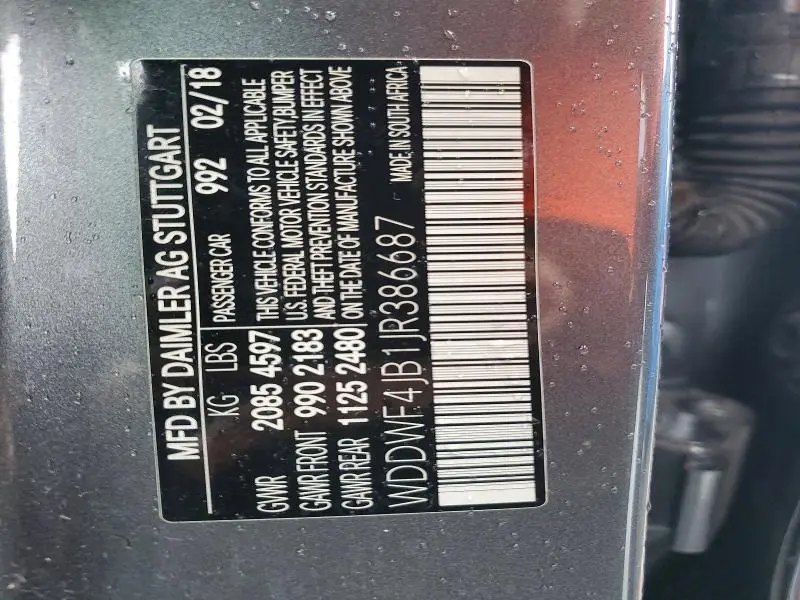 MFD BY DAIMLER AG STUTTGART
KG LBS PASSENGER CAR 992 02/18
GVWR 2085 4597 THIS VEHICLE CONFORMS TO ALL APPLICABLE
GAWR FRONT 990 2183 U.S. FEDERAL MOTOR VEHICLE SAFETY,BUMPER
GAWR REAR 1125 2480 AND THEFT PREVENTION STANDARDS IN EFFECT
ON THE DATE OF MANUFACTURE SHOWN ABOVE
WDDWF4JB1JR386687 MADE IN SOUTH AFRICA